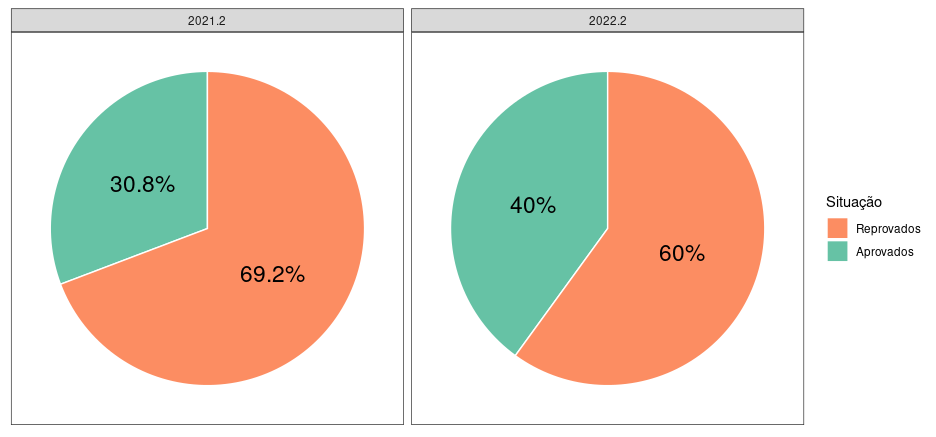 2021.2
2022.2
30.8%
69.2%
40%
60%
Situação
Reprovados
Aprovados